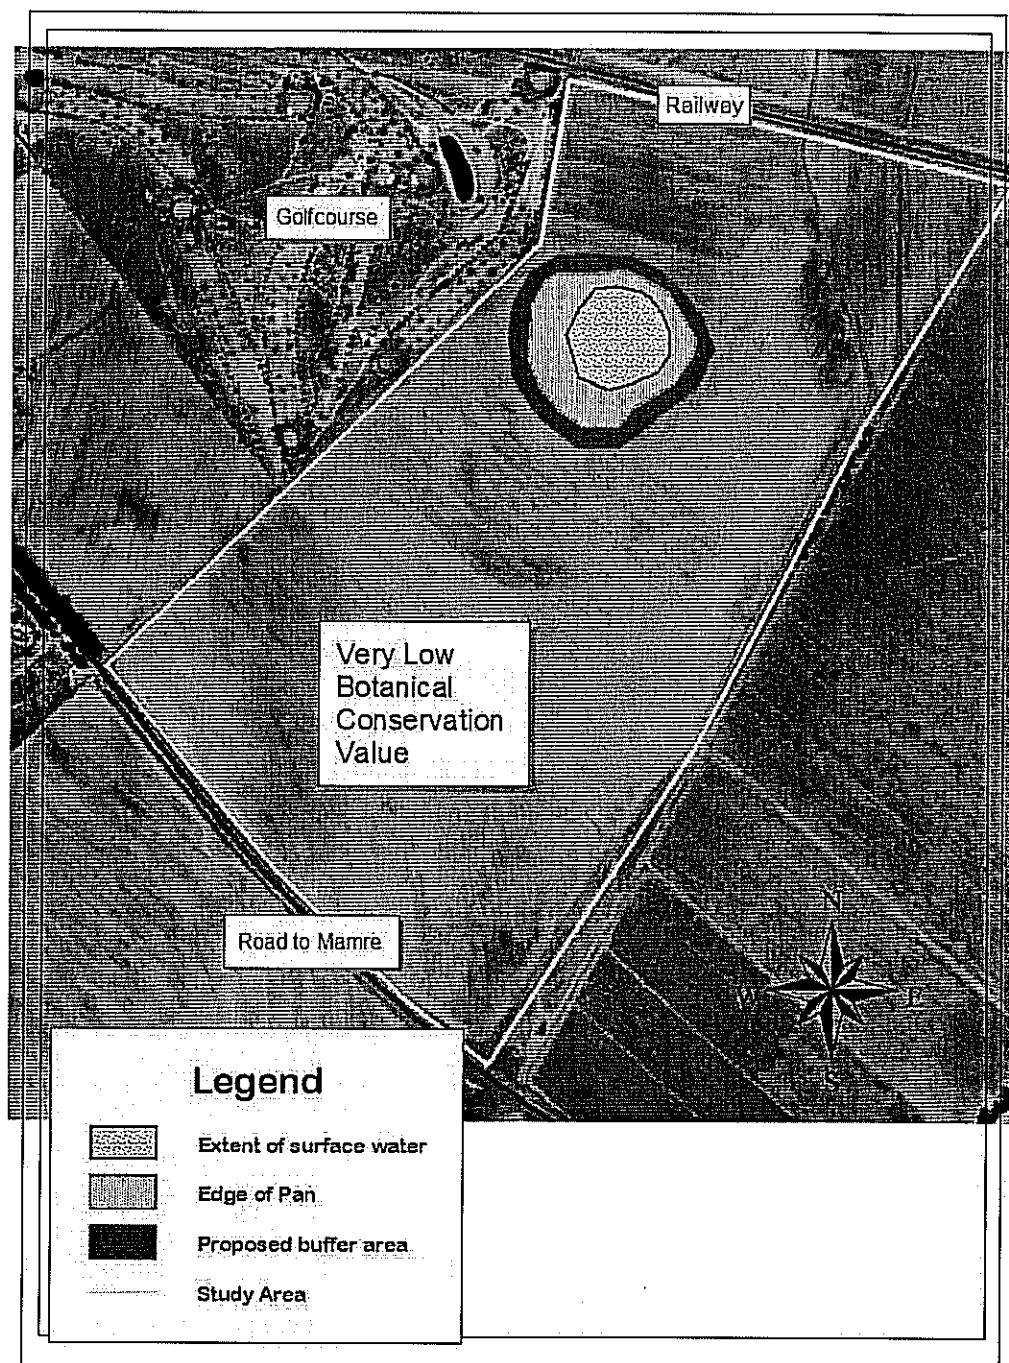 Railway
Golfcourse
Very Low
Botanical
Conservation
Value
Road to Mamre
N
W
E
S
Legend
Extent of surface water
Edge of Pan
Proposed buffer area
Study Area